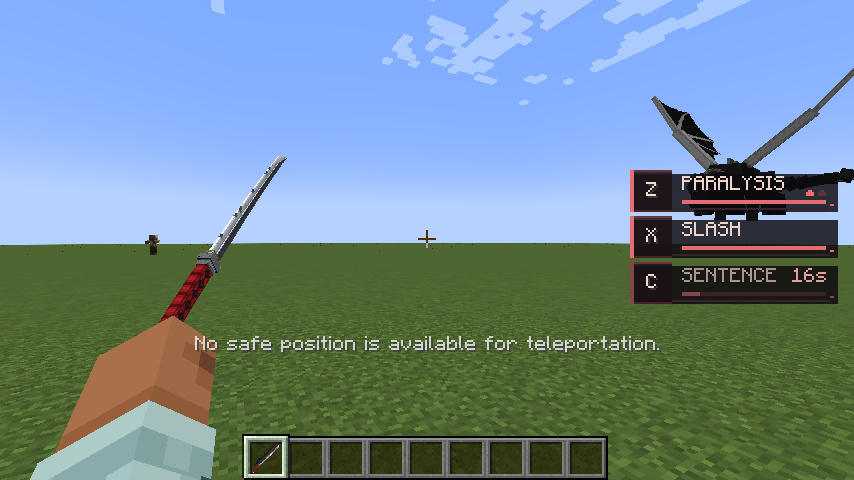 Z PARALYSIS
X SLASH
C SENTENCE 16s
No safe position is available for teleportation.